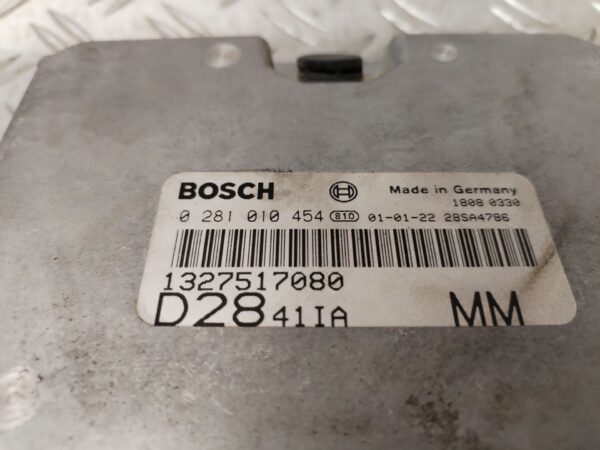 BOSCH Made in Germany
1808 0330
0 281 010 454 810 01-01-22 28SA4786
1327517080
D28 41IA MM